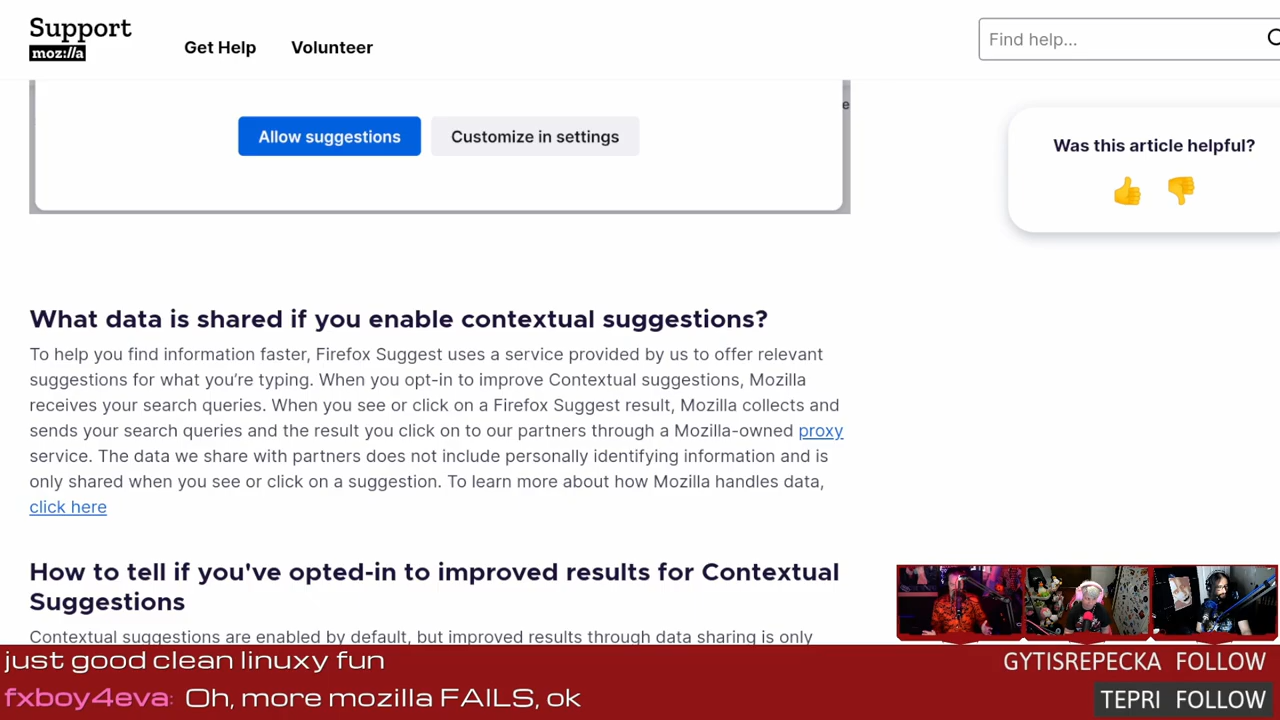 Support
moz://a
Get Help
Volunteer
Find help...
e
Allow suggestions
Customize in settings
Was this article helpful?
What data is shared if you enable contextual suggestions?
To help you find information faster, Firefox Suggest uses a service provided by us to offer relevant
suggestions for what you're typing. When you opt-in to improve Contextual suggestions, Mozilla
receives your search queries. When you see or click on a Firefox Suggest result, Mozilla collects and
sends your search queries and the result you click on to our partners through a Mozilla-owned proxy
service. The data we share with partners does not include personally identifying information and is
only shared when you see or click on a suggestion. To learn more about how Mozilla handles data,
click here
How to tell if you've opted-in to improved results for Contextual
Suggestions
Contextual suggestions are enabled by default, but improved results through data sharing is only
just good clean linuxy fun
fxboy4eva: Oh, more mozilla FAILS, ok
GYTISREPECKA FOLLOW
TEPRI FOLLOW